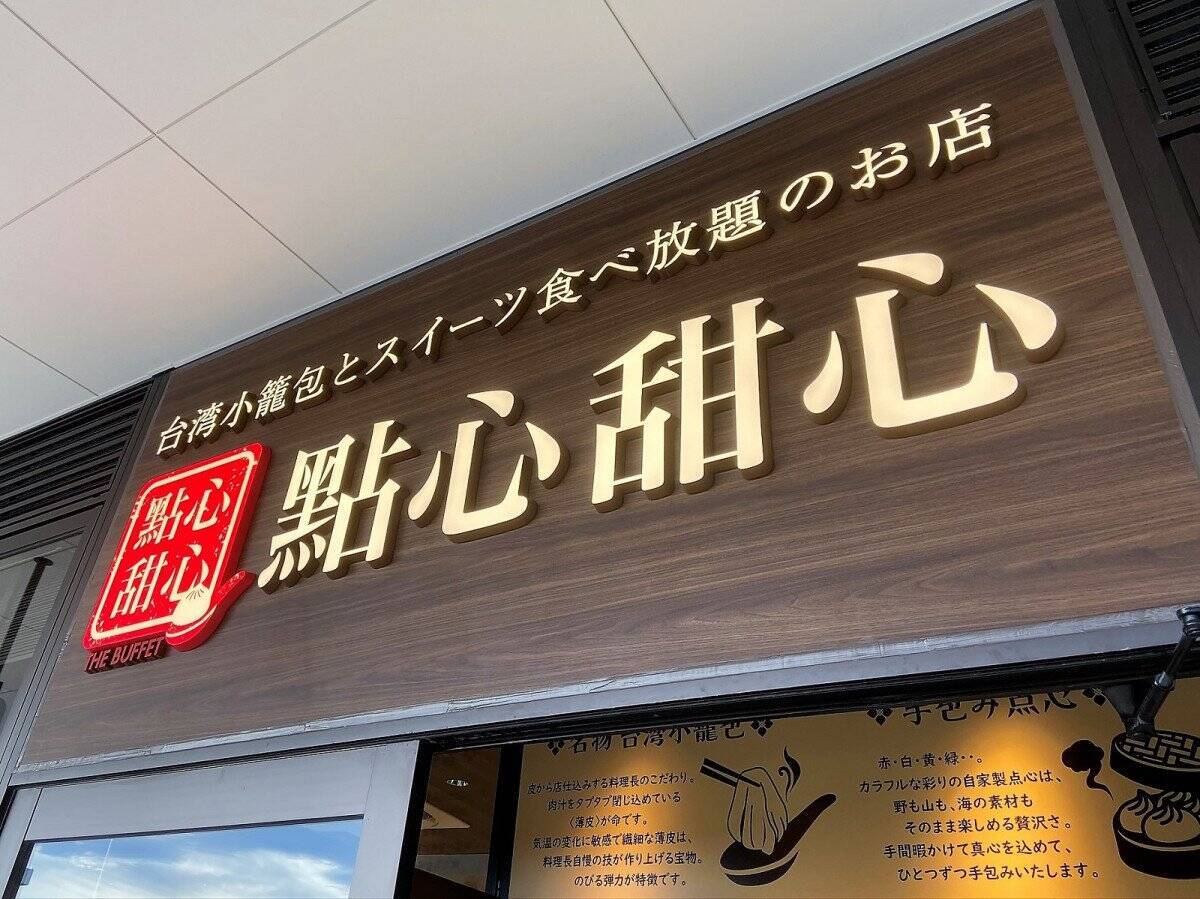 台湾小籠包とスイーツ食べ放題のお店
點心甜心
點心
甜心
THE BUFFET
名物 台湾小籠包
皮から店仕込みする料理長のこだわり。
肉汁をタプタプ閉じ込めている
〈薄皮〉が命です。
気温の変化に敏感で繊細な薄皮は、
料理長自慢の技が作り上げる宝物。
のびる弾力が特徴です。
手包み点心
赤・白・黄・緑・・。
カラフルな彩りの自家製点心は、
野も山も、海の素材も
そのまま楽しめる贅沢さ。
手間暇かけて真心を込めて、
ひとつずつ手包みいたします。